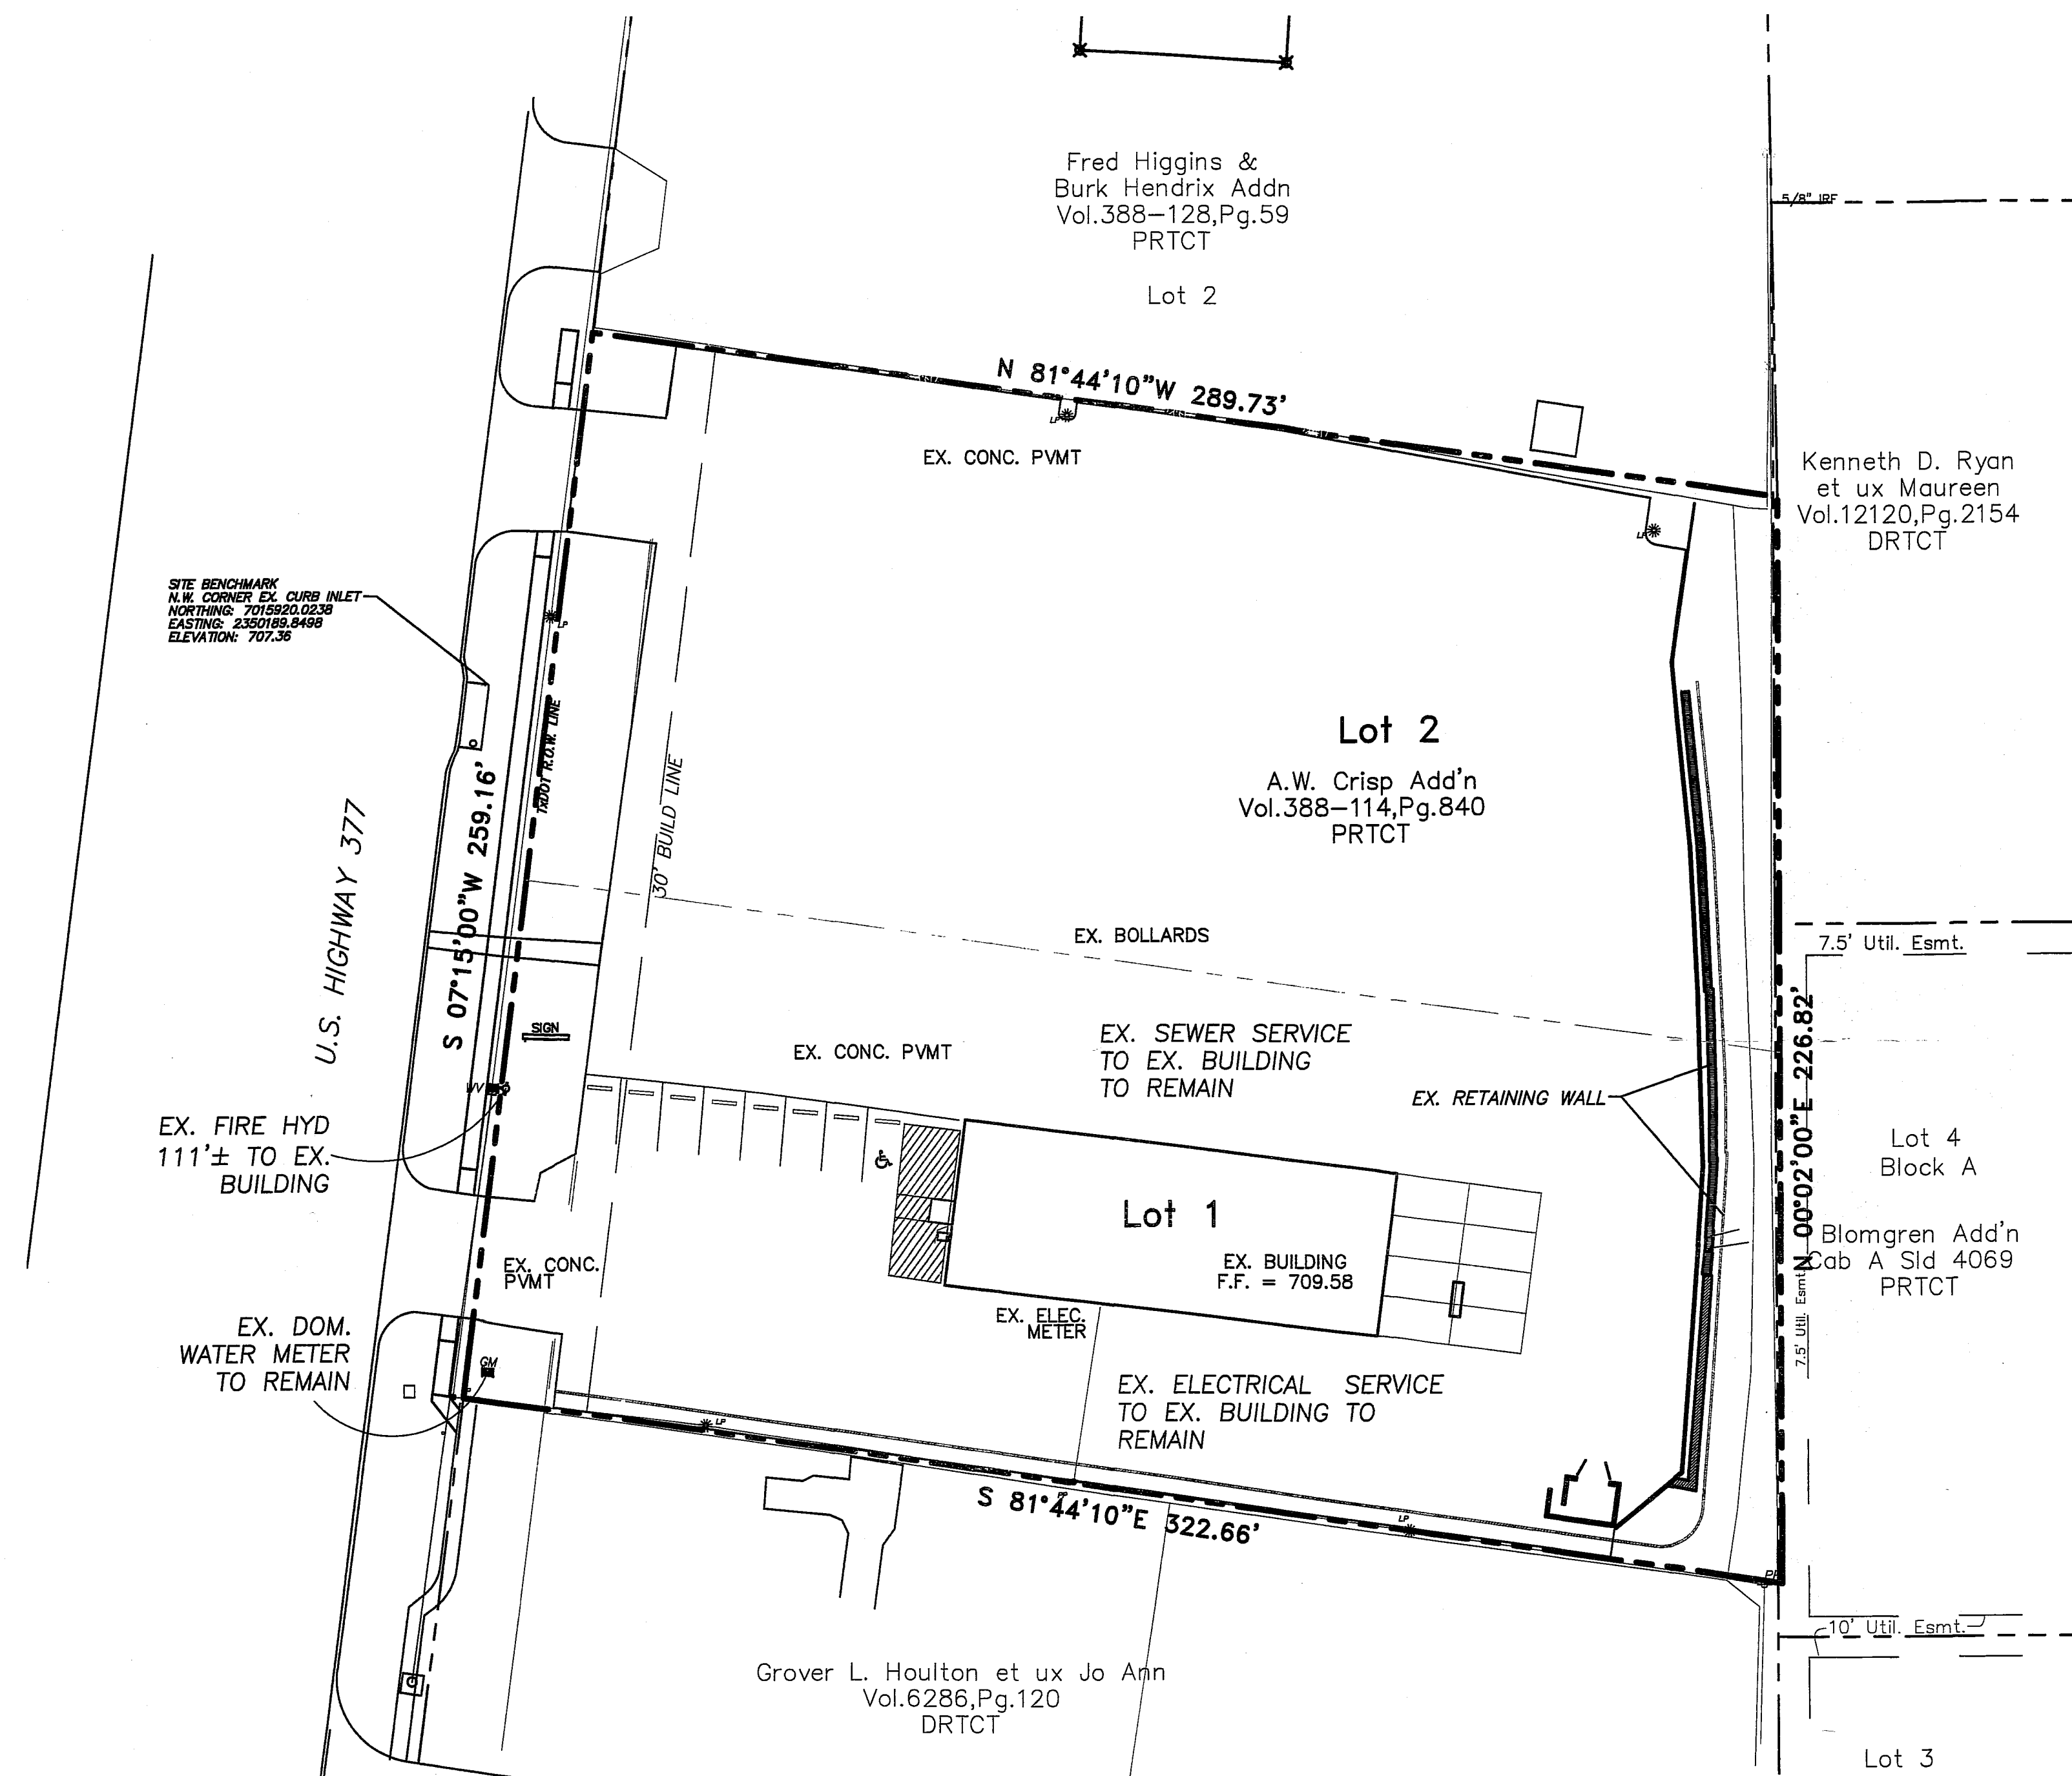 Fred Higgins &
Burk Hendrix Addn
Vol.388-128,Pg.59
PRTCT
Lot 2
5/8" IRF
N 81°44'10"W 289.73'
LP
EX. CONC. PVMT
Kenneth D. Ryan
et ux Maureen
Vol.12120,Pg.2154
DRTCT
LP
SITE BENCHMARK
N.W. CORNER EX. CURB INLET
NORTHING: 7015920.0238
EASTING: 2350189.8498
ELEVATION: 707.36
LP
TXDOT R.O.W. LINE
30' BUILD LINE
S 07°15'00"W 259.16'
U.S. HIGHWAY 377
Lot 2
A.W. Crisp Add'n
Vol.388-114,Pg.840
PRTCT
EX. BOLLARDS
7.5' Util. Esmt.
N 00°02'00"E 226.82'
SIGN
EX. CONC. PVMT
EX. SEWER SERVICE
TO EX. BUILDING
TO REMAIN
EX. RETAINING WALL
WV
EX. FIRE HYD
111'± TO EX.
BUILDING
Lot 4
Block A
Blomgren Add'n
Cab A Sld 4069
PRTCT
7.5' Util. Esmt.
Lot 1
EX. BUILDING
F.F. = 709.58
EX. CONC.
PVMT
EX. ELEC.
METER
EX. DOM.
WATER METER
TO REMAIN
GM
EX. ELECTRICAL SERVICE
TO EX. BUILDING TO
REMAIN
LP
LP
S 81°44'10"E 322.66'
PP
10' Util. Esmt.
Grover L. Houlton et ux Jo Ann
Vol.6286,Pg.120
DRTCT
Lot 3